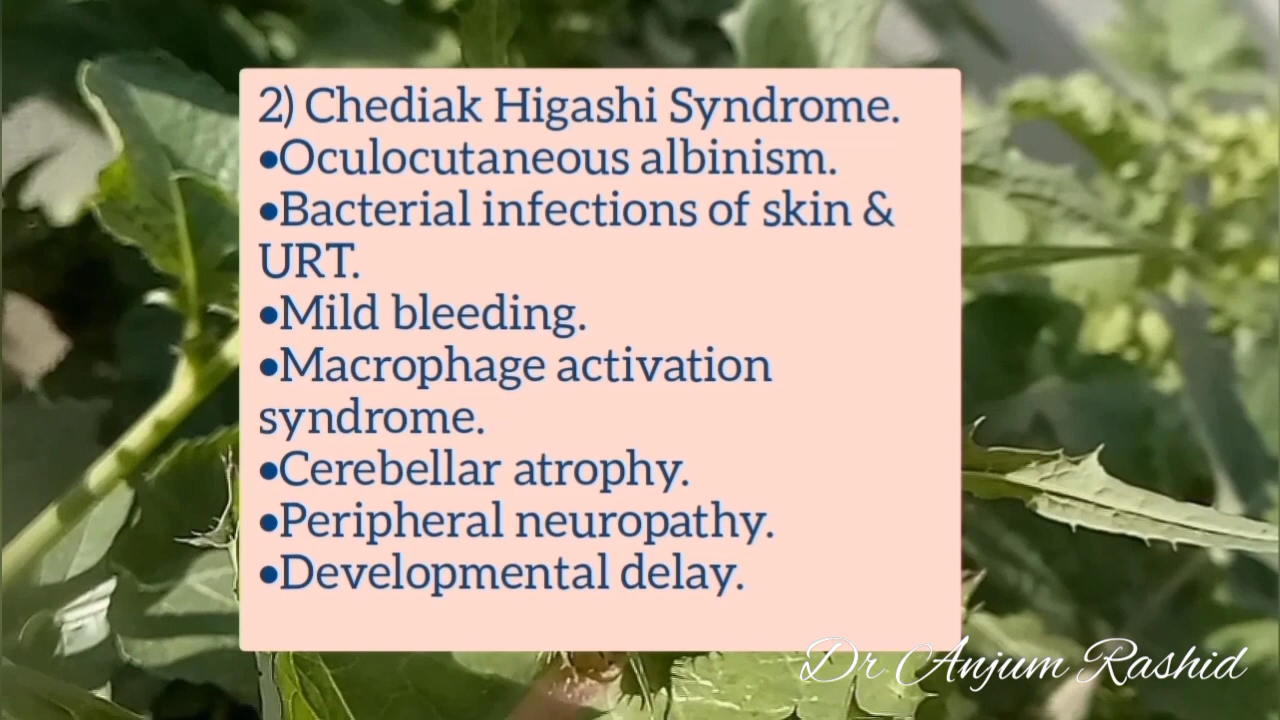 2) Chediak Higashi Syndrome.
•Oculocutaneous albinism.
•Bacterial infections of skin &
URT.
•Mild bleeding.
•Macrophage activation
syndrome.
•Cerebellar atrophy.
•Peripheral neuropathy.
•Developmental delay.
Dr Anjum Rashid